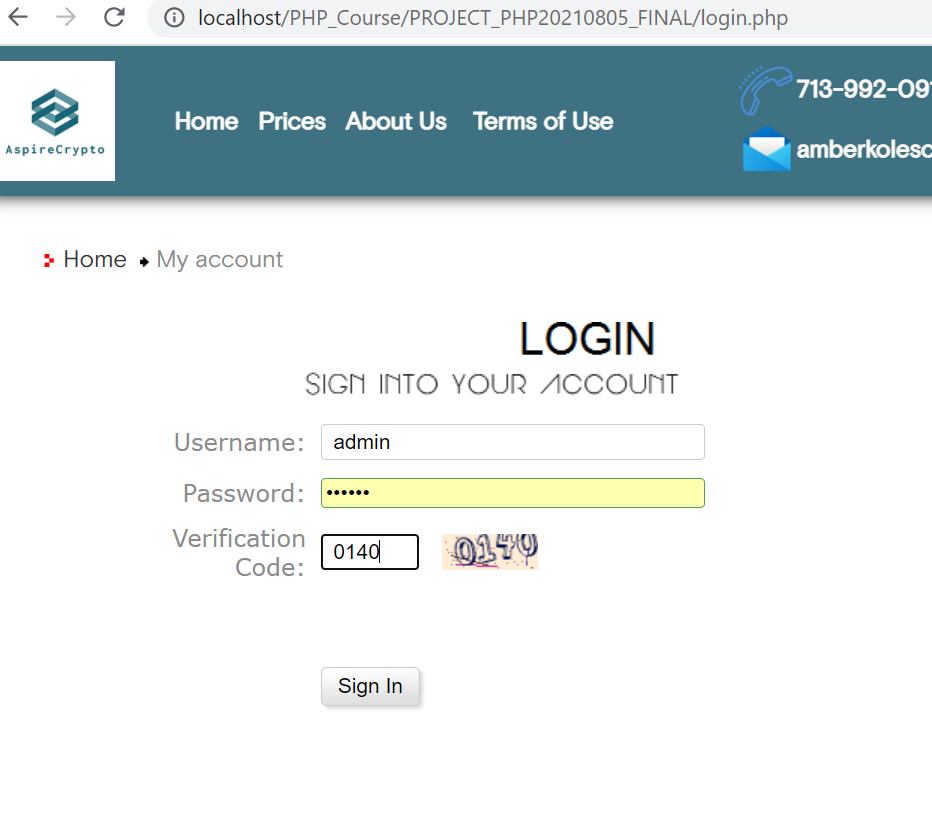 localhost/PHP_Course/PROJECT_PHP20210805_FINAL/login.php
AspireCrypto
Home Prices About Us Terms of Use
713-992-091
amberkolesc
Home My account
LOGIN
SIGN INTO YOUR ACCOUNT
Username: admin
Password: ••••••
Verification Code: 0140 0140
Sign In